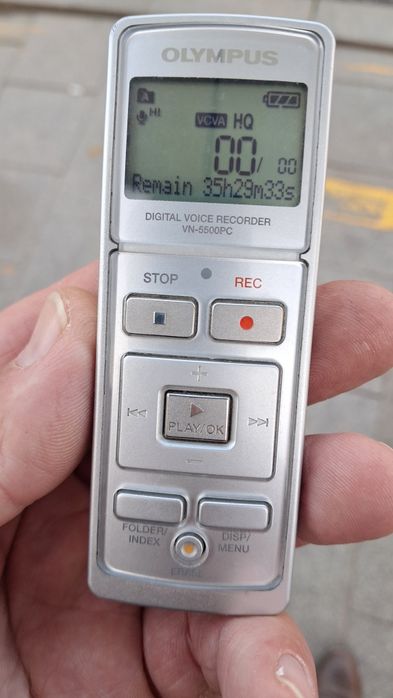 OLYMPUS
A
HI VCVA HQ
00/ 00
Remain 35h29m33s
DIGITAL VOICE RECORDER
VN-5500PC
STOP REC
PLAY/OK
FOLDER/ DISP/
INDEX MENU
ERASE